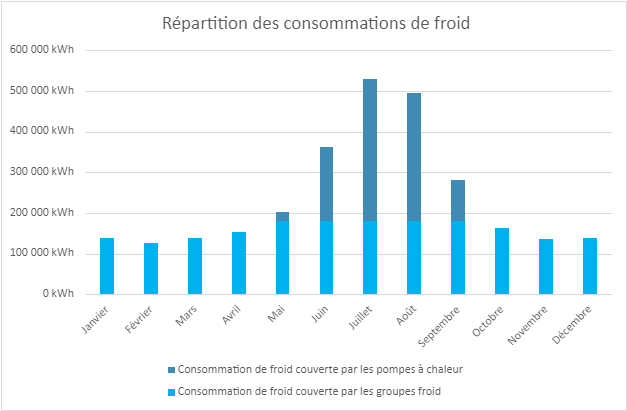 Répartition des consommations de froid
600 000 kWh
500 000 kWh
400 000 kWh
300 000 kWh
200 000 kWh
100 000 kWh
0 kWh
Janvier
Février
Mars
Avril
Mai
Juin
Juillet
Août
Septembre
Octobre
Novembre
Décembre
Consommation de froid couverte par les pompes à chaleur
Consommation de froid couverte par les groupes froid